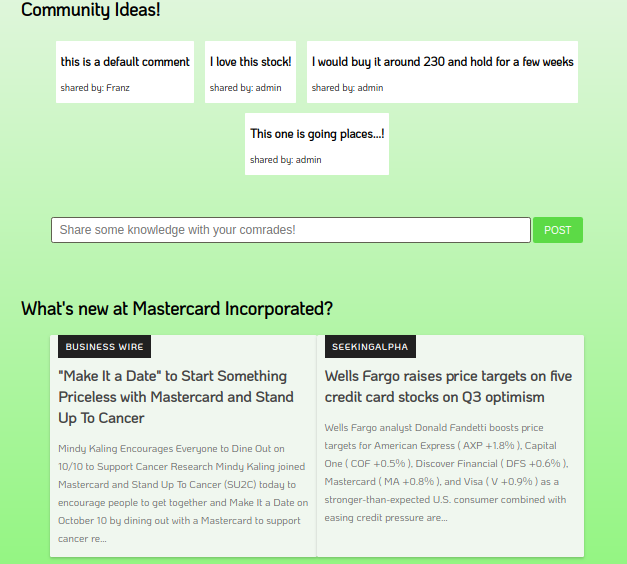 Community Ideas!
this is a default comment
shared by: Franz
I love this stock!
shared by: admin
I would buy it around 230 and hold for a few weeks
shared by: admin
This one is going places...!
shared by: admin
Share some knowledge with your comrades!
POST
What's new at Mastercard Incorporated?
BUSINESS WIRE
"Make It a Date" to Start Something
Priceless with Mastercard and Stand
Up To Cancer
Mindy Kaling Encourages Everyone to Dine Out on
10/10 to Support Cancer Research Mindy Kaling joined
Mastercard and Stand Up To Cancer (SU2C) today to
encourage people to get together and Make It a Date on
October 10 by dining out with a Mastercard to support
cancer re...
SEEKINGALPHA
Wells Fargo raises price targets on five
credit card stocks on Q3 optimism
Wells Fargo analyst Donald Fandetti boosts price
targets for American Express ( AXP +1.8% ), Capital
One ( COF +0.5% ), Discover Financial ( DFS +0.6% ),
Mastercard ( MA +0.8% ), and Visa ( V +0.9% ) as a
stronger-than-expected U.S. consumer combined with
easing credit pressure are...